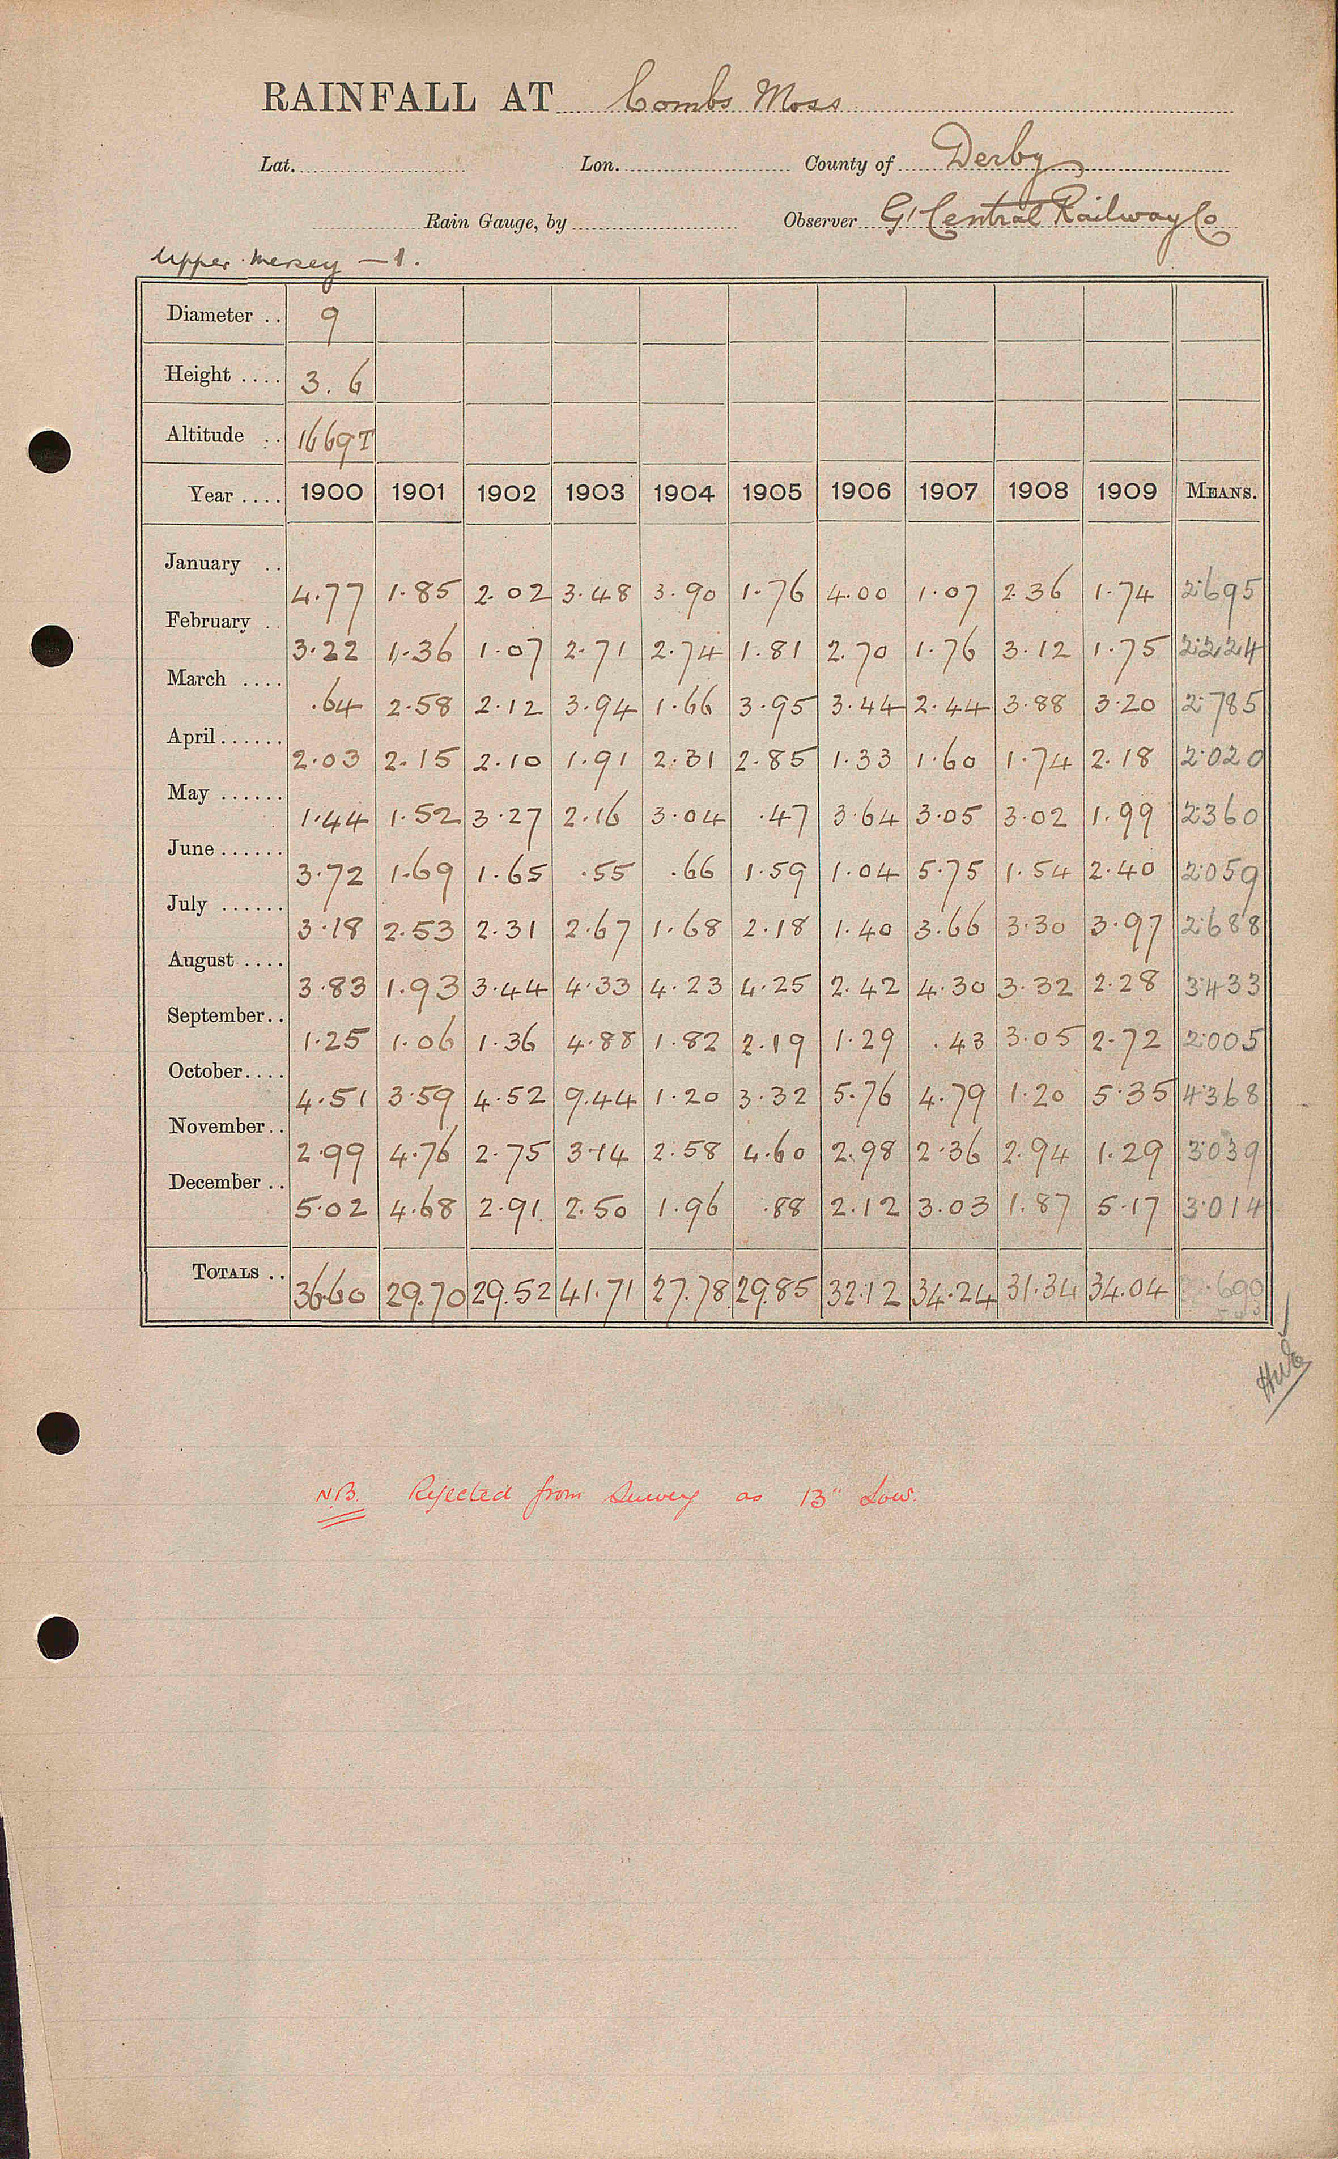 RAINFALL AT Combs Moss
Lat. Lon. County of Derby
Rain Gauge, by Observer Gt Central Railway Co
Upper Mersey — 1.
Diameter .. 9
Height .... 3.6
Altitude .. 1669T
Year .... 1900 1901 1902 1903 1904 1905 1906 1907 1908 1909 MEANS.
January .. 4.77 1.85 2.02 3.48 3.90 1.76 4.00 1.07 2.36 1.74 2.695
February .. 3.22 1.36 1.07 2.71 2.74 1.81 2.70 1.76 3.12 1.75 2.224
March .... .64 2.58 2.12 3.94 1.66 3.95 3.44 2.44 3.88 3.20 2.785
April ...... 2.03 2.15 2.10 1.91 2.31 2.85 1.33 1.60 1.74 2.18 2.020
May ...... 1.44 1.52 3.27 2.16 3.04 .47 3.64 3.05 3.02 1.99 2.360
June ...... 3.72 1.69 1.65 .55 .66 1.59 1.04 5.75 1.54 2.40 2.059
July ...... 3.18 2.53 2.31 2.67 1.68 2.18 1.40 3.66 3.30 3.97 2.688
August .... 3.83 1.93 3.44 4.33 4.23 4.25 2.42 4.30 3.32 2.28 3.433
September .. 1.25 1.06 1.36 4.88 1.82 2.19 1.29 .43 3.05 2.72 2.005
October .... 4.51 3.59 4.52 9.44 1.20 3.32 5.76 4.79 1.20 5.35 4.368
November .. 2.99 4.76 2.75 3.14 2.58 4.60 2.98 2.36 2.94 1.29 3.039
December .. 5.02 4.68 2.91 2.50 1.96 .88 2.12 3.03 1.87 5.17 3.014
TOTALS .. 36.60 29.70 29.52 41.71 27.78 29.85 32.12 34.24 31.34 34.04
N.B. Rejected from Survey as 13" Low.